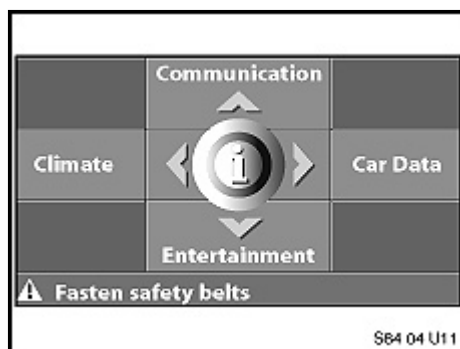 Communication
Climate
i
Car Data
Entertainment
Fasten safety belts
S64 04 U11